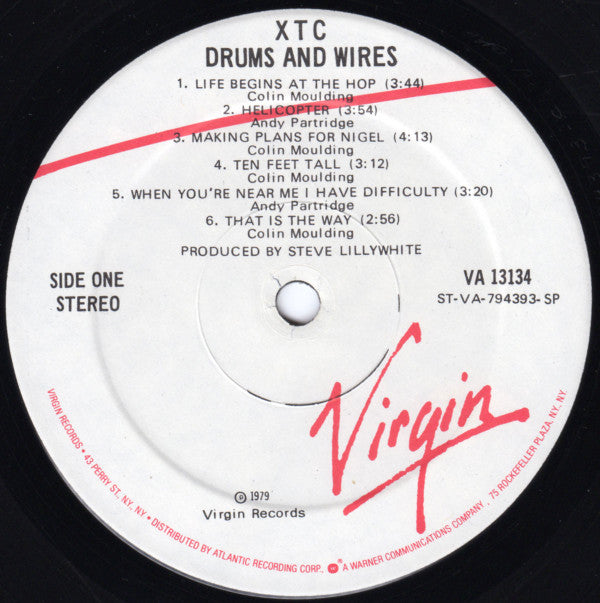 XTC
DRUMS AND WIRES
1. LIFE BEGINS AT THE HOP (3:44)
Colin Moulding
2. HELICOPTER (3:54)
Andy Partridge
3. MAKING PLANS FOR NIGEL (4:13)
Colin Moulding
4. TEN FEET TALL (3:12)
Colin Moulding
5. WHEN YOU'RE NEAR ME I HAVE DIFFICULTY (3:20)
Andy Partridge
6. THAT IS THE WAY (2:56)
Colin Moulding
PRODUCED BY STEVE LILLYWHITE
SIDE ONE
STEREO
VA 13134
ST-VA-794393-SP
Virgin
℗ 1979
Virgin Records
VIRGIN RECORDS • 43 PERRY ST, NY, NY • DISTRIBUTED BY ATLANTIC RECORDING CORP., A WARNER COMMUNICATIONS COMPANY, 75 ROCKEFELLER PLAZA, NY, NY.